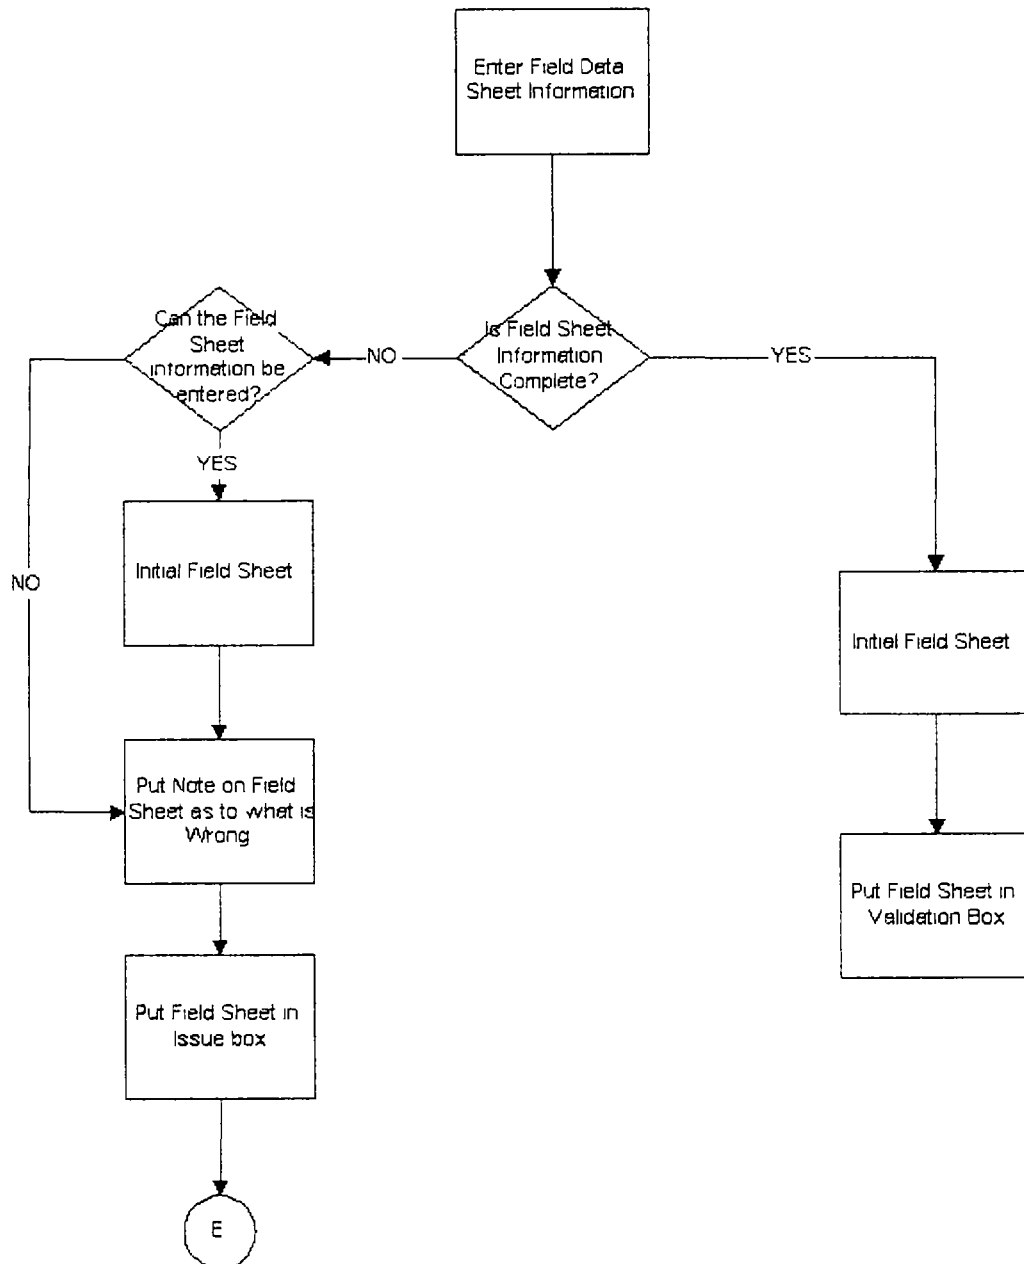 Enter Field Data
Sheet Information
Can the Field
Sheet
information be
entered?
NO
Is Field Sheet
Information
Complete?
YES
YES
Initial Field Sheet
NO
Initial Field Sheet
Put Note on Field
Sheet as to what is
Wrong
Put Field Sheet in
Validation Box
Put Field Sheet in
Issue box
E